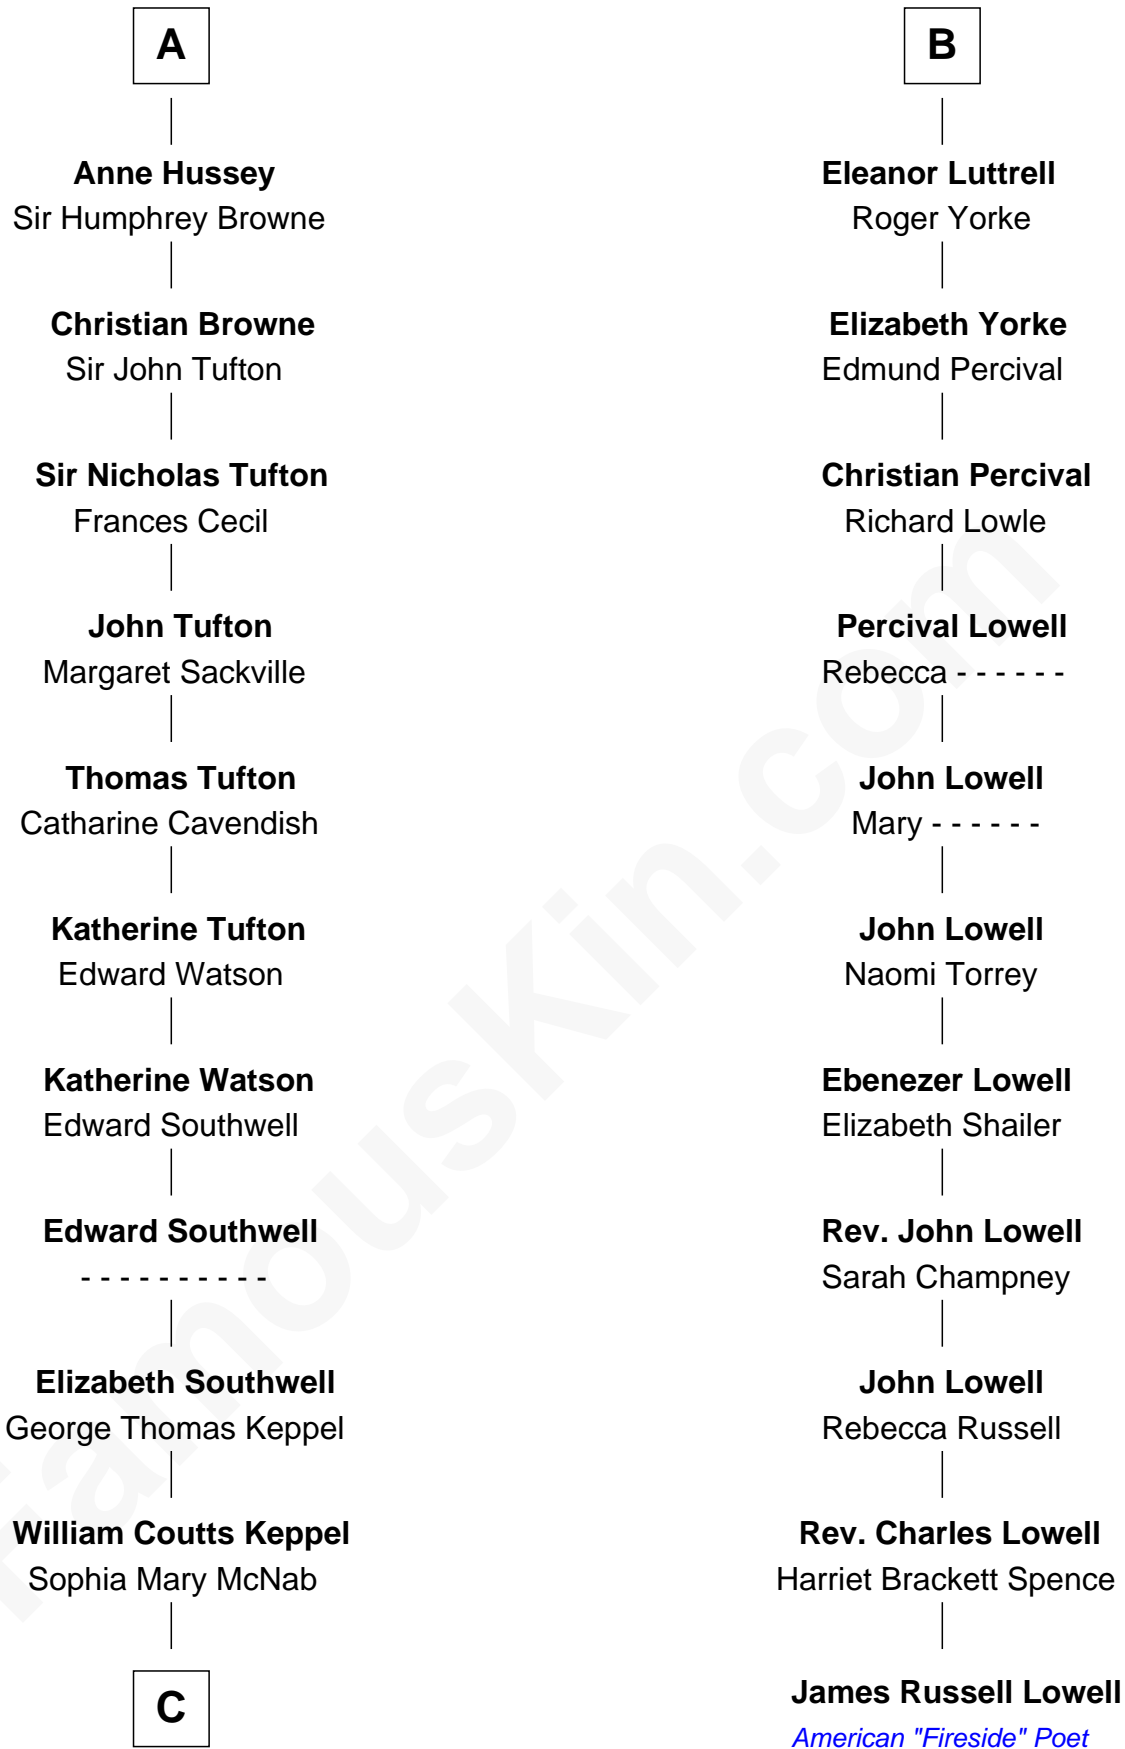 A
Anne Hussey
Sir Humphrey Browne
Christian Browne
Sir John Tufton
Sir Nicholas Tufton
Frances Cecil
John Tufton
Margaret Sackville
Thomas Tufton
Catharine Cavendish
Katherine Tufton
Edward Watson
Katherine Watson
Edward Southwell
Edward Southwell
- - - - - - - - - -
Elizabeth Southwell
George Thomas Keppel
William Coutts Keppel
Sophia Mary McNab
C
B
Eleanor Luttrell
Roger Yorke
Elizabeth Yorke
Edmund Percival
Christian Percival
Richard Lowle
Percival Lowell
Rebecca - - - - - -
John Lowell
Mary - - - - - -
John Lowell
Naomi Torrey
Ebenezer Lowell
Elizabeth Shailer
Rev. John Lowell
Sarah Champney
John Lowell
Rebecca Russell
Rev. Charles Lowell
Harriet Brackett Spence
James Russell Lowell
American "Fireside" Poet
FamousKin.com